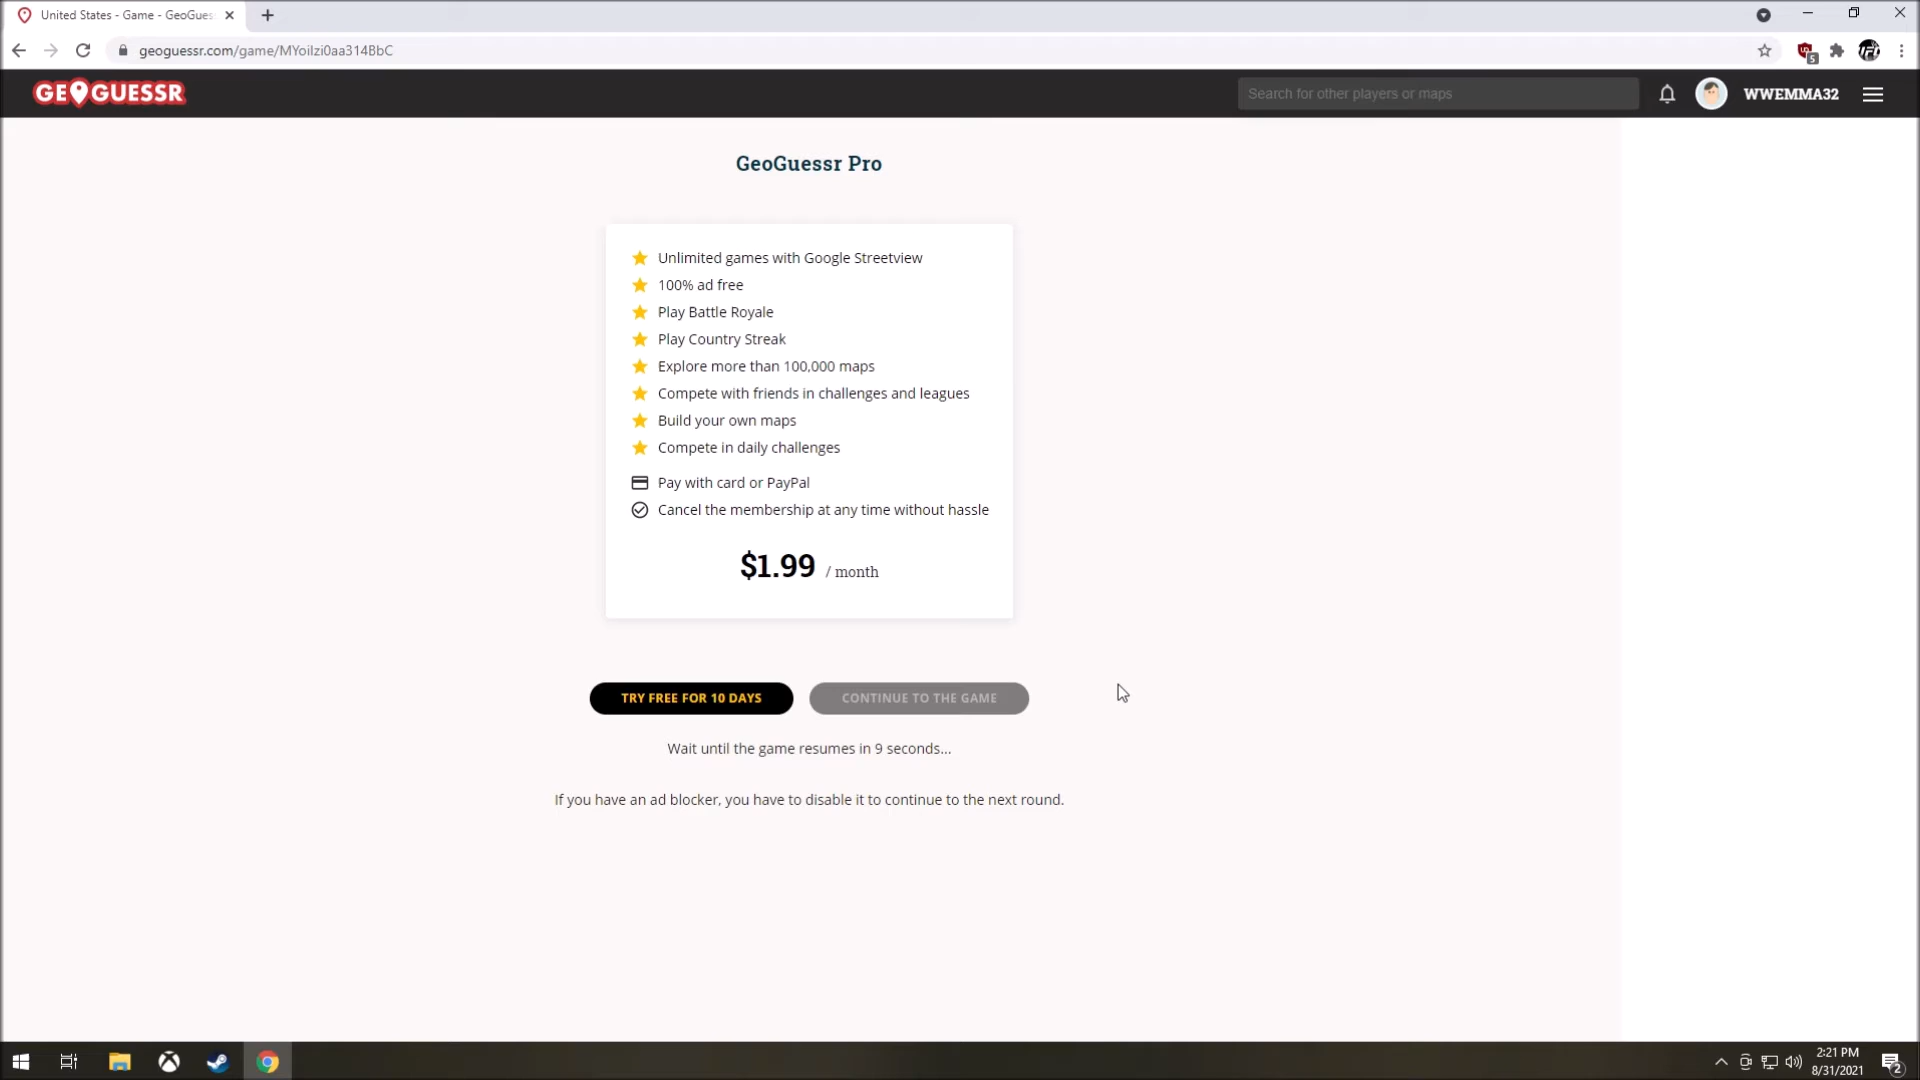 United States - Game - GeoGues
geoguessr.com/game/MYoiIzi0aa314BbC
5
GEOGUESSR
Search for other players or maps
WWEMMA32
GeoGuessr Pro
Unlimited games with Google Streetview
100% ad free
Play Battle Royale
Play Country Streak
Explore more than 100,000 maps
Compete with friends in challenges and leagues
Build your own maps
Compete in daily challenges
Pay with card or PayPal
Cancel the membership at any time without hassle
$1.99 / month
TRY FREE FOR 10 DAYS
CONTINUE TO THE GAME
Wait until the game resumes in 9 seconds...
If you have an ad blocker, you have to disable it to continue to the next round.
2:21 PM
8/31/2021
2